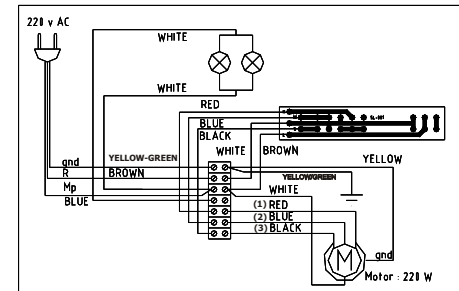 220 v AC
WHITE
WHITE
RED
BLUE
BLACK
WHITE
BROWN
YELLOW
gnd
YELLOW-GREEN
R
BROWN
Mp
BLUE
YELLOW/GREEN
WHITE
(1) RED
(2) BLUE
(3) BLACK
M
gnd
Motor : 220 W